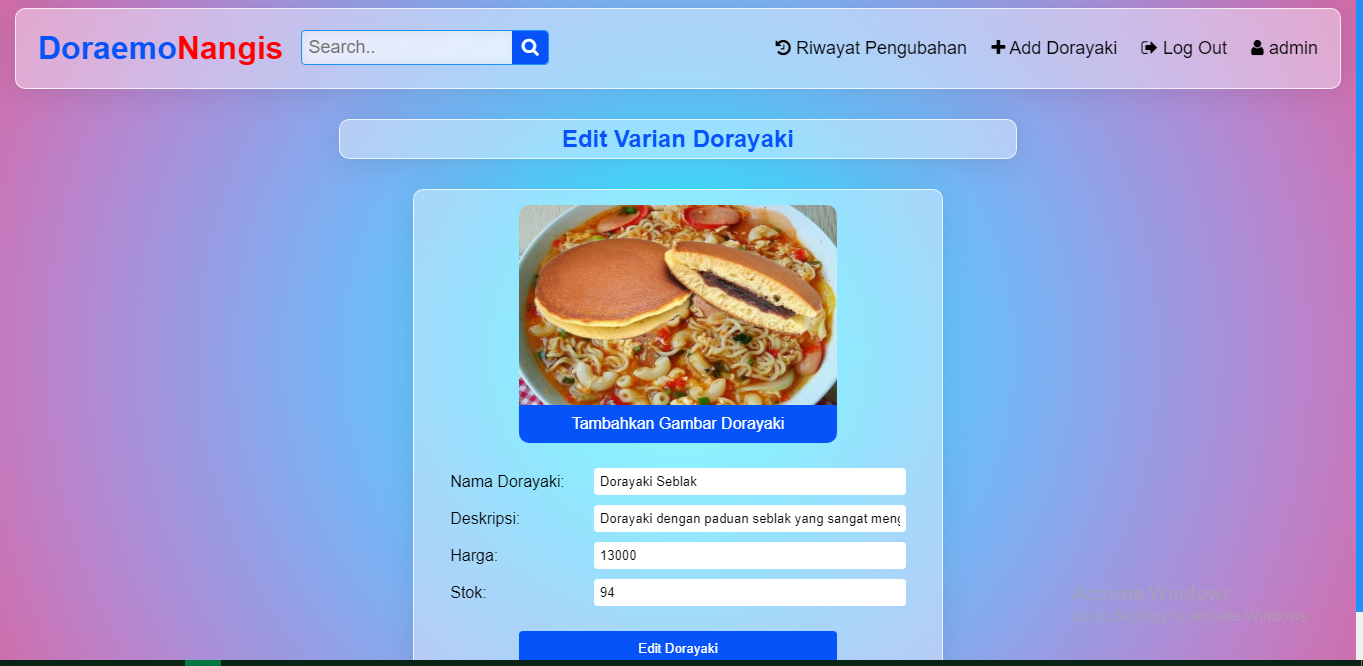 DoraemoNangis
Search..
Riwayat Pengubahan
Add Dorayaki
Log Out
admin
Edit Varian Dorayaki
Tambahkan Gambar Dorayaki
Nama Dorayaki:
Dorayaki Seblak
Deskripsi:
Dorayaki dengan paduan seblak yang sangat meng
Harga:
13000
Stok:
94
Activate Windows
Go to Settings to activate Windows.
Edit Dorayaki